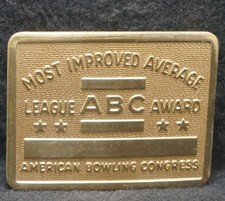 MOST IMPROVED AVERAGE
LEAGUE ABC AWARD
AMERICAN BOWLING CONGRESS